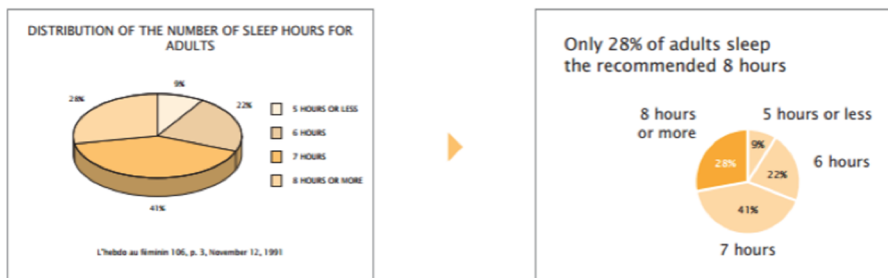 DISTRIBUTION OF THE NUMBER OF SLEEP HOURS FOR
ADULTS
9%
28%
22%
5 HOURS OR LESS
6 HOURS
7 HOURS
8 HOURS OR MORE
41%
L'hebdo au féminin 106, p. 3, November 12, 1991
Only 28% of adults sleep
the recommended 8 hours
8 hours
or more
5 hours or less
9%
28%
22%
6 hours
41%
7 hours